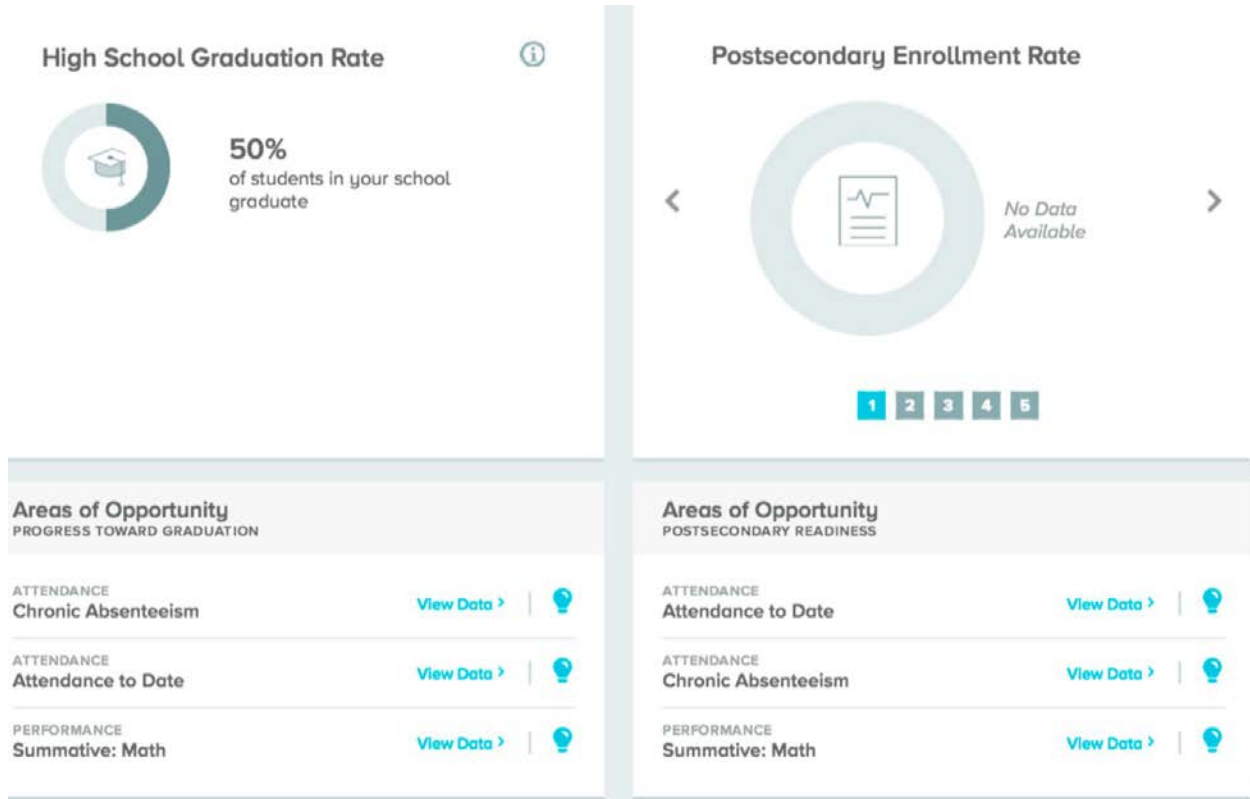 High School Graduation Rate
50%
of students in your school
graduate
Postsecondary Enrollment Rate
No Data
Available
1 2 3 4 5
Areas of Opportunity
PROGRESS TOWARD GRADUATION
ATTENDANCE
Chronic Absenteeism
View Data >
ATTENDANCE
Attendance to Date
View Data >
PERFORMANCE
Summative: Math
View Data >
Areas of Opportunity
POSTSECONDARY READINESS
ATTENDANCE
Attendance to Date
View Data >
ATTENDANCE
Chronic Absenteeism
View Data >
PERFORMANCE
Summative: Math
View Data >